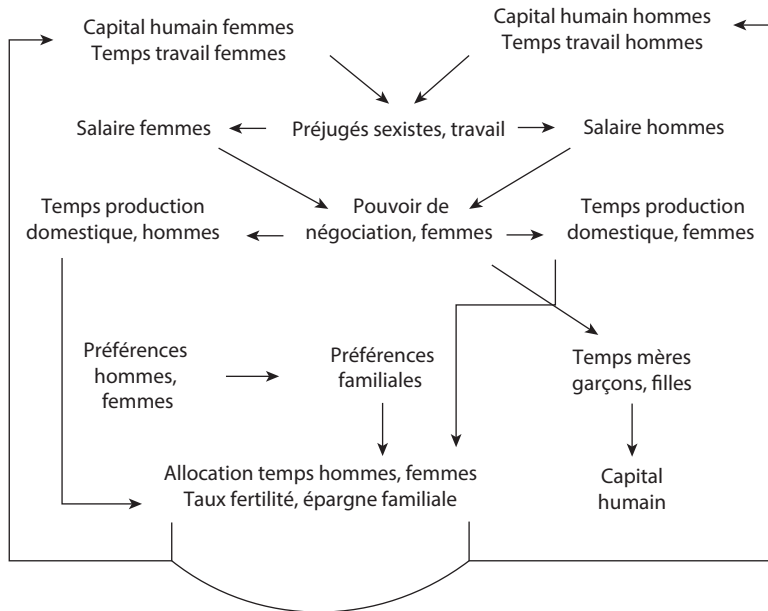 Capital humain femmes
Temps travail femmes
Capital humain hommes
Temps travail hommes
Salaire femmes
Préjugés sexistes, travail
Salaire hommes
Temps production
domestique, hommes
Pouvoir de
négociation, femmes
Temps production
domestique, femmes
Préférences
hommes,
femmes
Préférences
familiales
Temps mères
garçons, filles
Allocation temps hommes, femmes
Taux fertilité, épargne familiale
Capital
humain